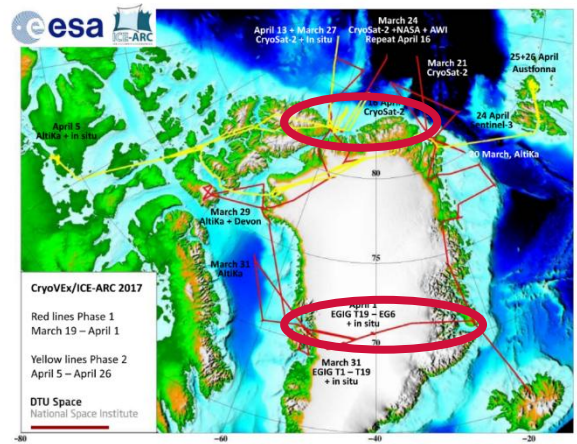 esa
ICE-ARC
April 13 + March 27
CryoSat-2 + In situ
March 24
CryoSat-2 +NASA + AWI
Repeat April 16
March 21
CryoSat-2
25+26 April
Austfonna
April 5
AltiKa + in situ
16 April
CryoSat-2
24 April
Sentinel-3
20 March, AltiKa
80
March 29
AltiKa + Devon
March 31
AltiKa
75
CryoVEx/ICE-ARC 2017
Red lines Phase 1
March 19 – April 1
Yellow lines Phase 2
April 5 – April 26
DTU Space
National Space Institute
April 1
EGIG T19 – EG6
+ in situ
70
March 31
EGIG T1 – T19
+ in situ
-80
-60
-40
-20